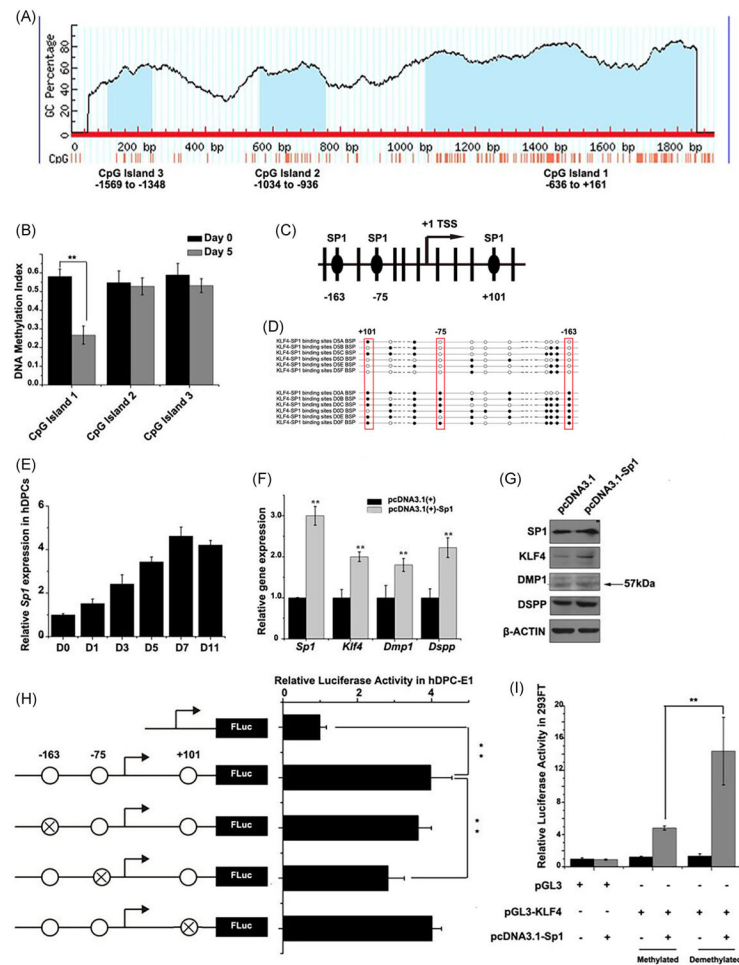 (A)
GC Percentage
80
60
40
20
0
200 bp 400 bp 600 bp 800 bp 1000 bp 1200 bp 1400 bp 1600 bp 1800 bp
CpG
CpG Island 3
-1569 to -1348
CpG Island 2
-1034 to -936
CpG Island 1
-636 to +161
(B)
DNA Methylation Index
0.6
0.5
0.4
0.3
0.2
0.1
0.0
Day 0
Day 5
**
CpG Island 1
CpG Island 2
CpG Island 3
(C)
+1 TSS
SP1 SP1 SP1
-163 -75 +101
(D)
+101 -75 -163
KLF4-SP1 binding sites D5A BSP
KLF4-SP1 binding sites D5B BSP
KLF4-SP1 binding sites D5C BSP
KLF4-SP1 binding sites D5D BSP
KLF4-SP1 binding sites D5E BSP
KLF4-SP1 binding sites D5F BSP
KLF4-SP1 binding sites D0A BSP
KLF4-SP1 binding sites D0B BSP
KLF4-SP1 binding sites D0C BSP
KLF4-SP1 binding sites D0D BSP
KLF4-SP1 binding sites D0E BSP
KLF4-SP1 binding sites D0F BSP
(E)
Relative Sp1 expression in hDPCs
6
4
2
0
D0 D1 D3 D5 D7 D11
(F)
Relative gene expression
4.0
3.0
2.0
1.0
0
pcDNA3.1(+)
pcDNA3.1(+)-Sp1
** ** ** **
Sp1 Klf4 Dmp1 Dspp
(G)
pcDNA3.1
pcDNA3.1-Sp1
SP1
KLF4
DMP1
57kDa
DSPP
β-ACTIN
(H)
Relative Luciferase Activity in hDPC-E1
0 2 4
FLuc
-163 -75 +101
FLuc
FLuc
FLuc
FLuc
**
**
(I)
Relative Luciferase Activity in 293FT
20
16
12
8
4
2
0
**
pGL3 + + - - - -
pGL3-KLF4 - - + + + +
pcDNA3.1-Sp1 - + - + - +
Methylated Demethylated